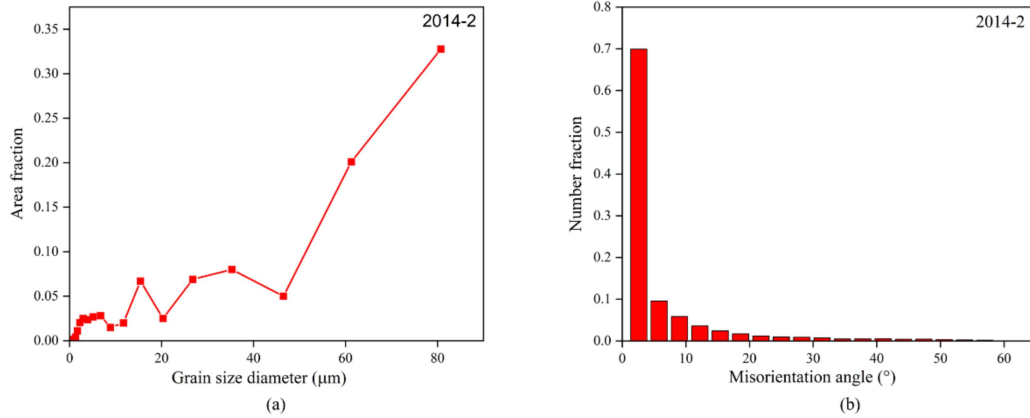 2014-2
0.35
0.30
0.25
0.20
0.15
0.10
0.05
0.00
0 20 40 60 80
Area fraction
Grain size diameter (μm)
(a)
2014-2
0.8
0.7
0.6
0.5
0.4
0.3
0.2
0.1
0.0
0 10 20 30 40 50 60
Number fraction
Misorientation angle (°)
(b)